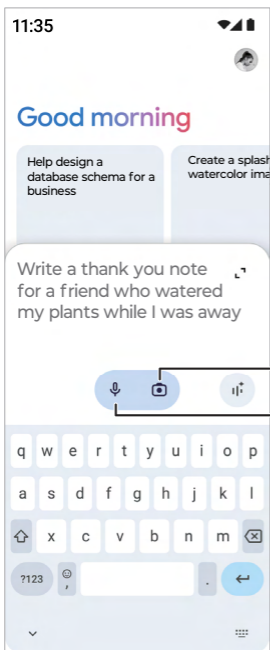 11:35
Good morning
Help design a
database schema for a
business
Create a splash
watercolor ima
Write a thank you note
for a friend who watered
my plants while I was away
q w e r t y u i o p
a s d f g h j k l
x c v b n m
?123 , .